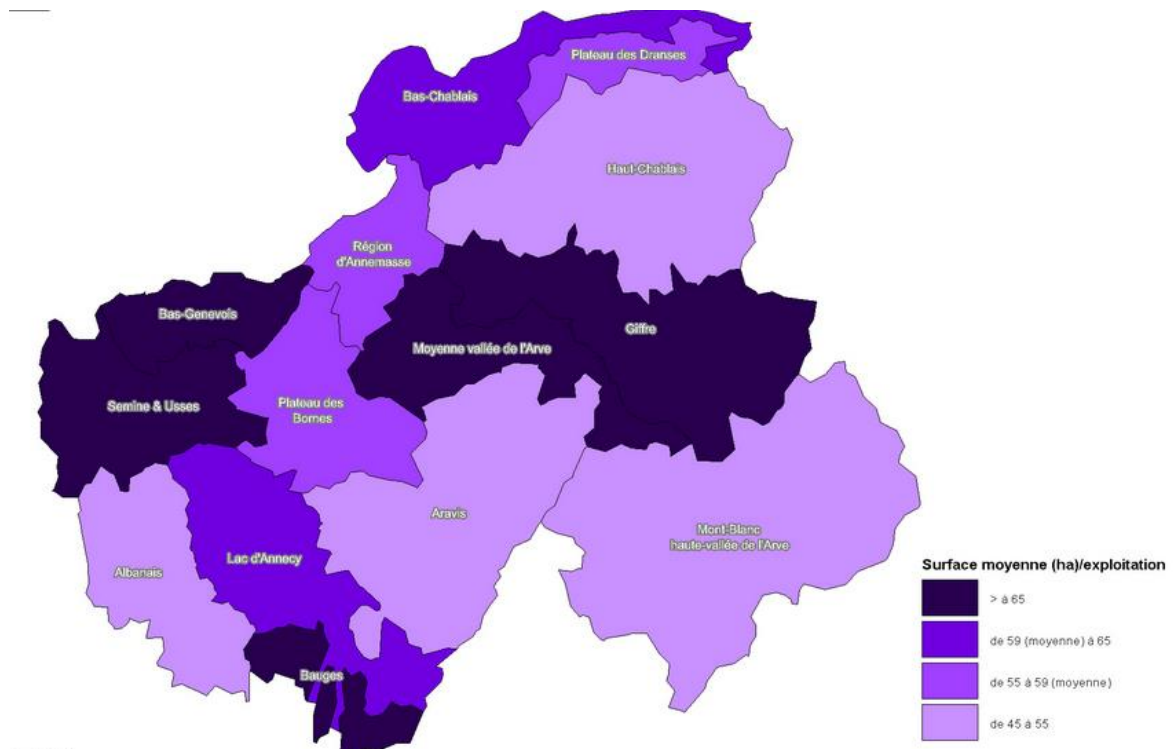 Plateau des Dranses
Bas-Chablais
Haut-Chablais
Région
d'Annemasse
Bas-Genevois
Giffre
Moyenne vallée de l'Arve
Semine & Usses
Plateau des
Bornes
Aravis
Mont-Blanc
haute-vallée de l'Arve
Lac d'Annecy
Albanais
Bauges
Surface moyenne (ha)/exploitation
> à 65
de 59 (moyenne) à 65
de 55 à 59 (moyenne)
de 45 à 55